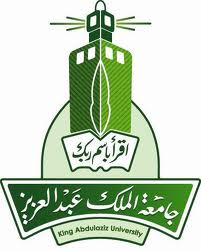 اقرأ باسم ربك
جامعة الملك عبد العزيز
King Abdulaziz University